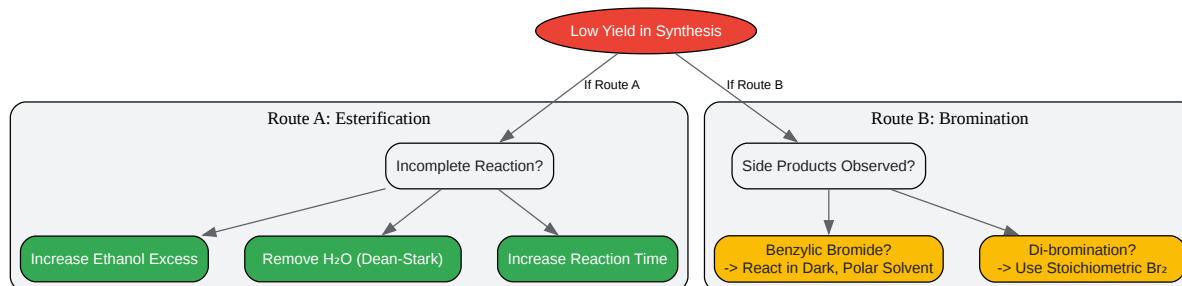 Low Yield in Synthesis
If Route A
If Route B
Route A: Esterification
Route B: Bromination
Incomplete Reaction?
Side Products Observed?
Increase Ethanol Excess
Remove H₂O (Dean-Stark)
Increase Reaction Time
Benzylic Bromide?
-> React in Dark, Polar Solvent
Di-bromination?
-> Use Stoichiometric Br₂